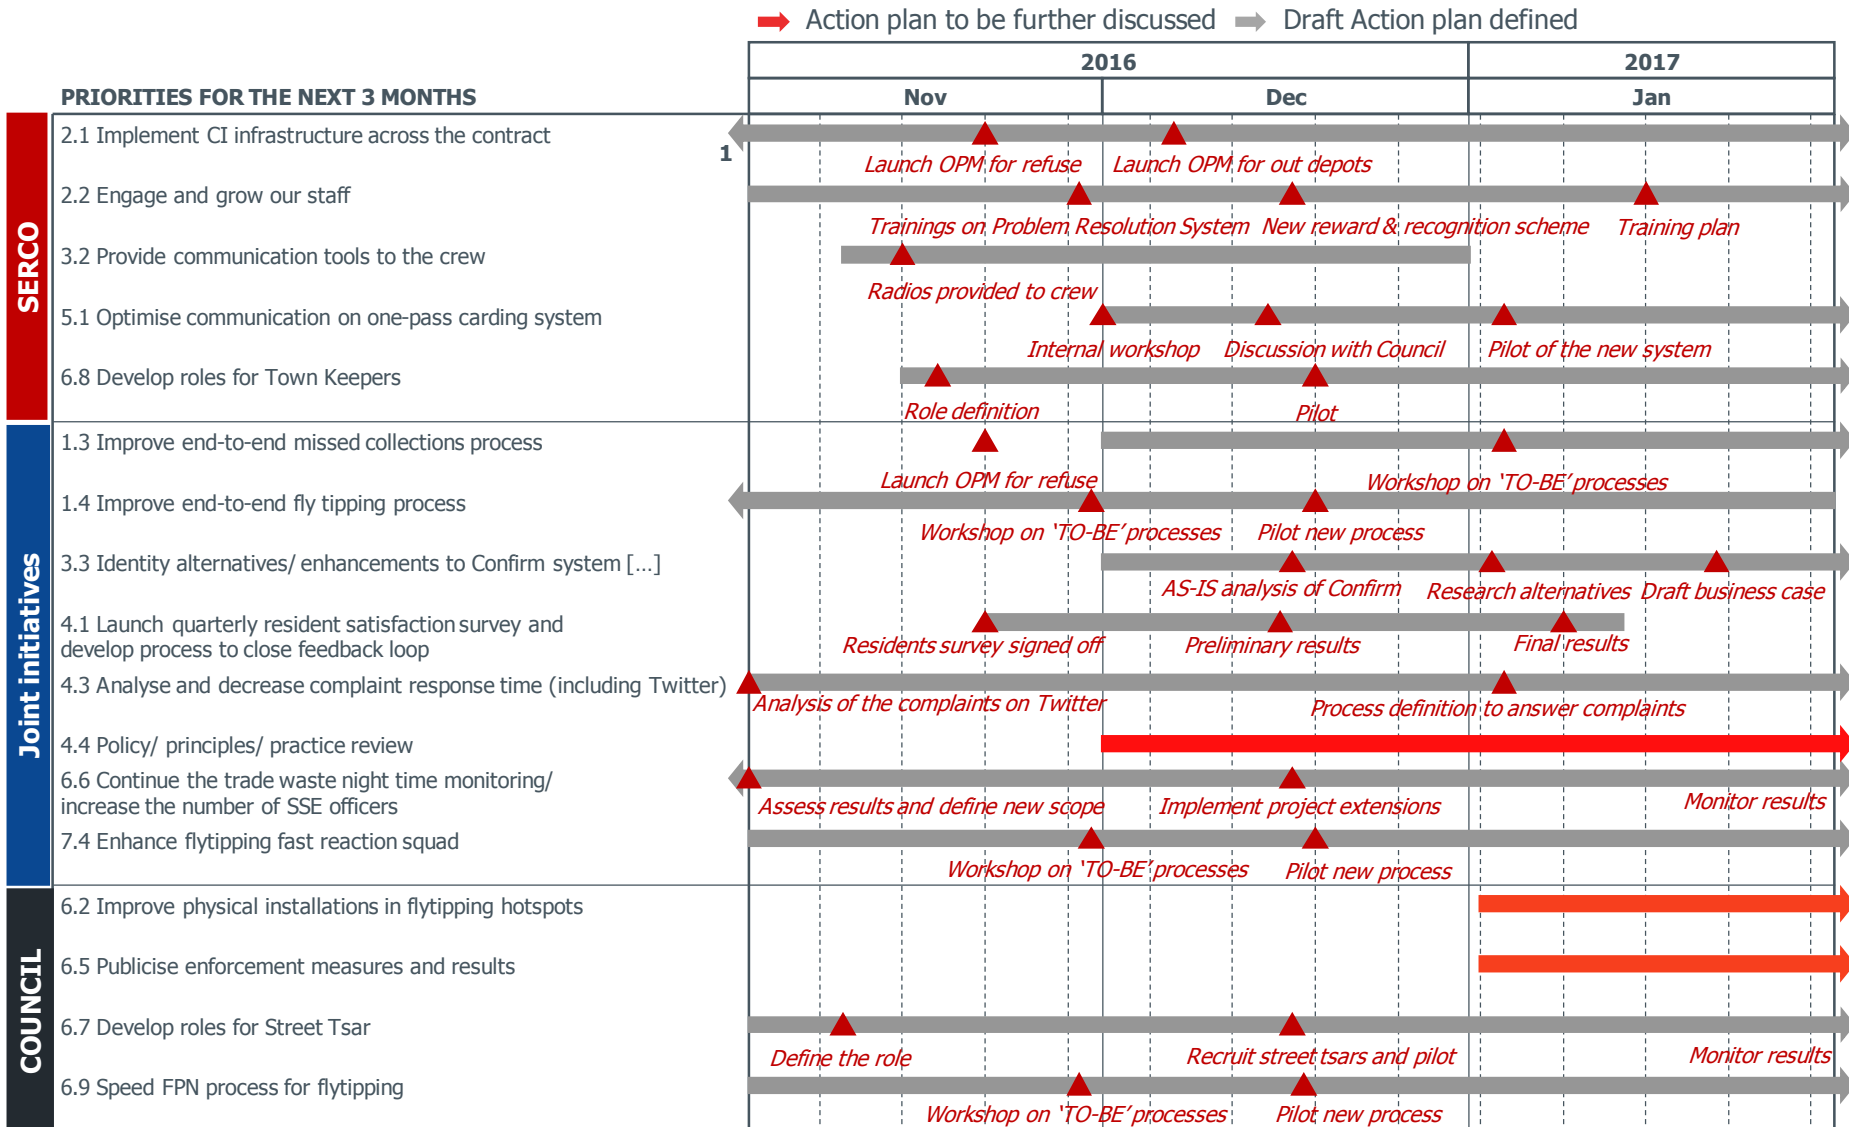 Action plan to be further discussed Draft Action plan defined
2016 2017
PRIORITIES FOR THE NEXT 3 MONTHS Nov Dec Jan
SERCO
2.1 Implement CI infrastructure across the contract
1
Launch OPM for refuse Launch OPM for out depots
2.2 Engage and grow our staff
Trainings on Problem Resolution System New reward & recognition scheme Training plan
3.2 Provide communication tools to the crew
Radios provided to crew
5.1 Optimise communication on one-pass carding system
Internal workshop Discussion with Council Pilot of the new system
6.8 Develop roles for Town Keepers
Role definition Pilot
Joint initiatives
1.3 Improve end-to-end missed collections process
Launch OPM for refuse Workshop on ‘TO-BE’ processes
1.4 Improve end-to-end fly tipping process
Workshop on ‘TO-BE’ processes Pilot new process
3.3 Identity alternatives/ enhancements to Confirm system [...]
AS-IS analysis of Confirm Research alternatives Draft business case
4.1 Launch quarterly resident satisfaction survey and
develop process to close feedback loop
Residents survey signed off Preliminary results Final results
4.3 Analyse and decrease complaint response time (including Twitter)
Analysis of the complaints on Twitter Process definition to answer complaints
4.4 Policy/ principles/ practice review
6.6 Continue the trade waste night time monitoring/
increase the number of SSE officers
Assess results and define new scope Implement project extensions Monitor results
7.4 Enhance flytipping fast reaction squad
Workshop on ‘TO-BE’ processes Pilot new process
COUNCIL
6.2 Improve physical installations in flytipping hotspots
6.5 Publicise enforcement measures and results
6.7 Develop roles for Street Tsar
Define the role Recruit street tsars and pilot Monitor results
6.9 Speed FPN process for flytipping
Workshop on ‘TO-BE’ processes Pilot new process